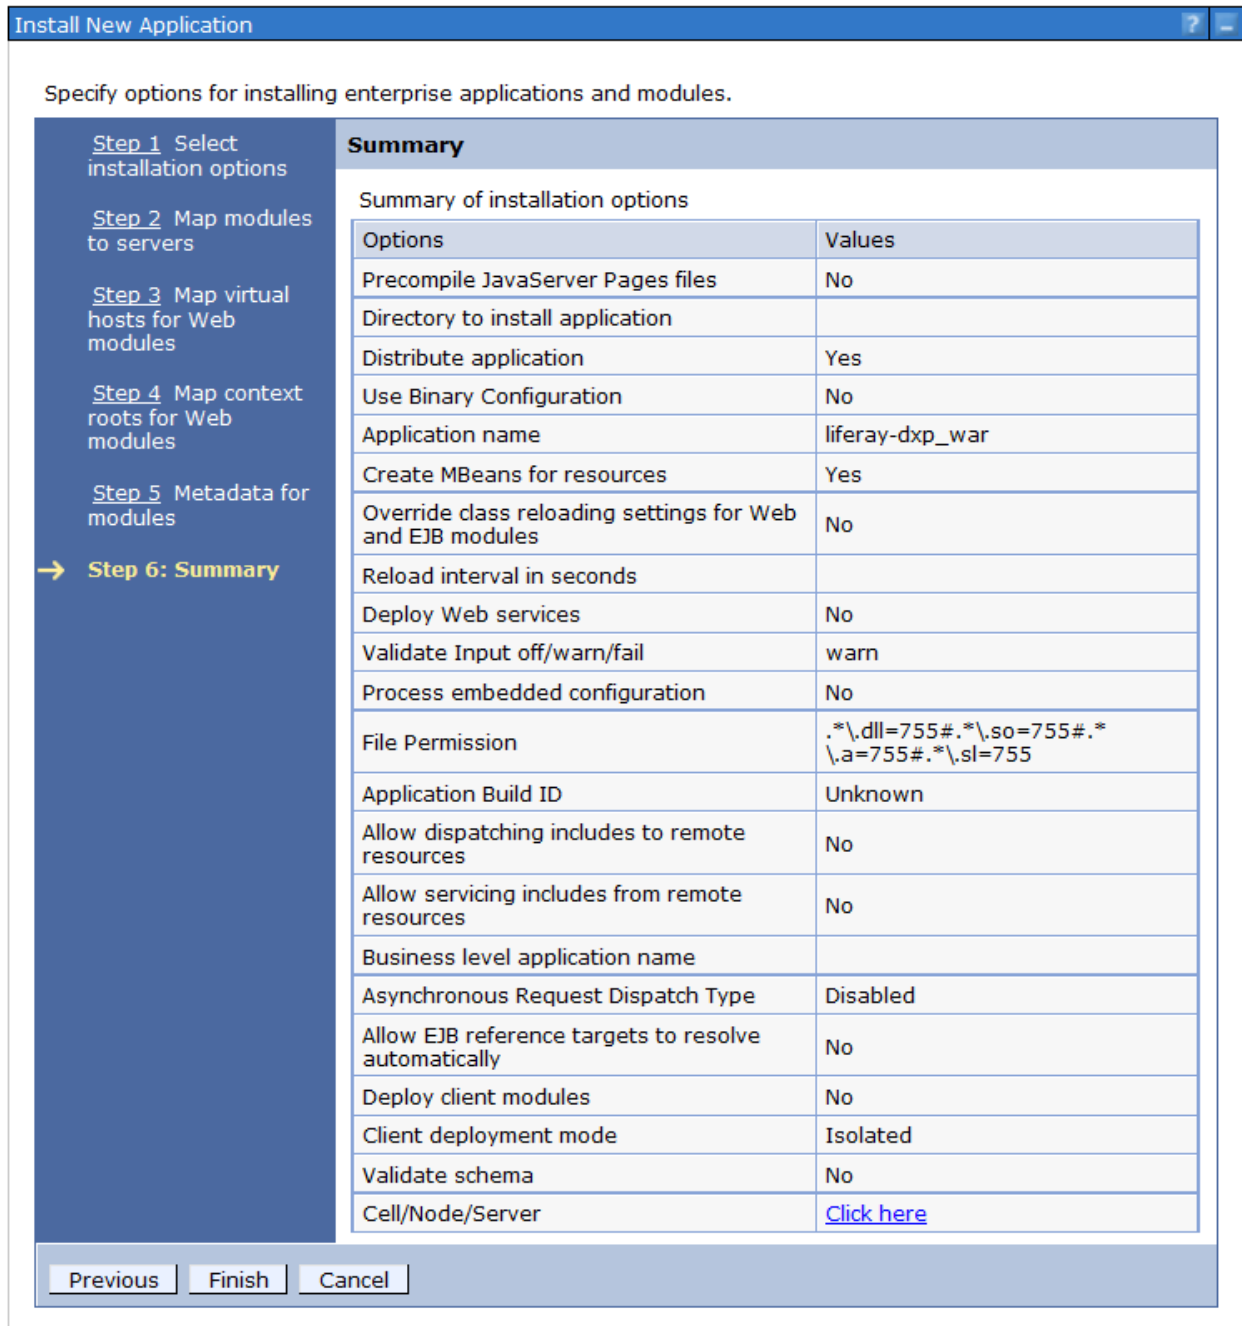 Install New Application
?
Specify options for installing enterprise applications and modules.
Step 1 Select
installation options
Step 2 Map modules
to servers
Step 3 Map virtual
hosts for Web
modules
Step 4 Map context
roots for Web
modules
Step 5 Metadata for
modules
Step 6: Summary
Summary
Summary of installation options
Options Values
Precompile JavaServer Pages files No
Directory to install application
Distribute application Yes
Use Binary Configuration No
Application name liferay-dxp_war
Create MBeans for resources Yes
Override class reloading settings for Web
and EJB modules No
Reload interval in seconds
Deploy Web services No
Validate Input off/warn/fail warn
Process embedded configuration No
File Permission .*\.dll=755#.*\.so=755#.*
\.a=755#.*\.sl=755
Application Build ID Unknown
Allow dispatching includes to remote
resources No
Allow servicing includes from remote
resources No
Business level application name
Asynchronous Request Dispatch Type Disabled
Allow EJB reference targets to resolve
automatically No
Deploy client modules No
Client deployment mode Isolated
Validate schema No
Cell/Node/Server Click here
Previous Finish Cancel